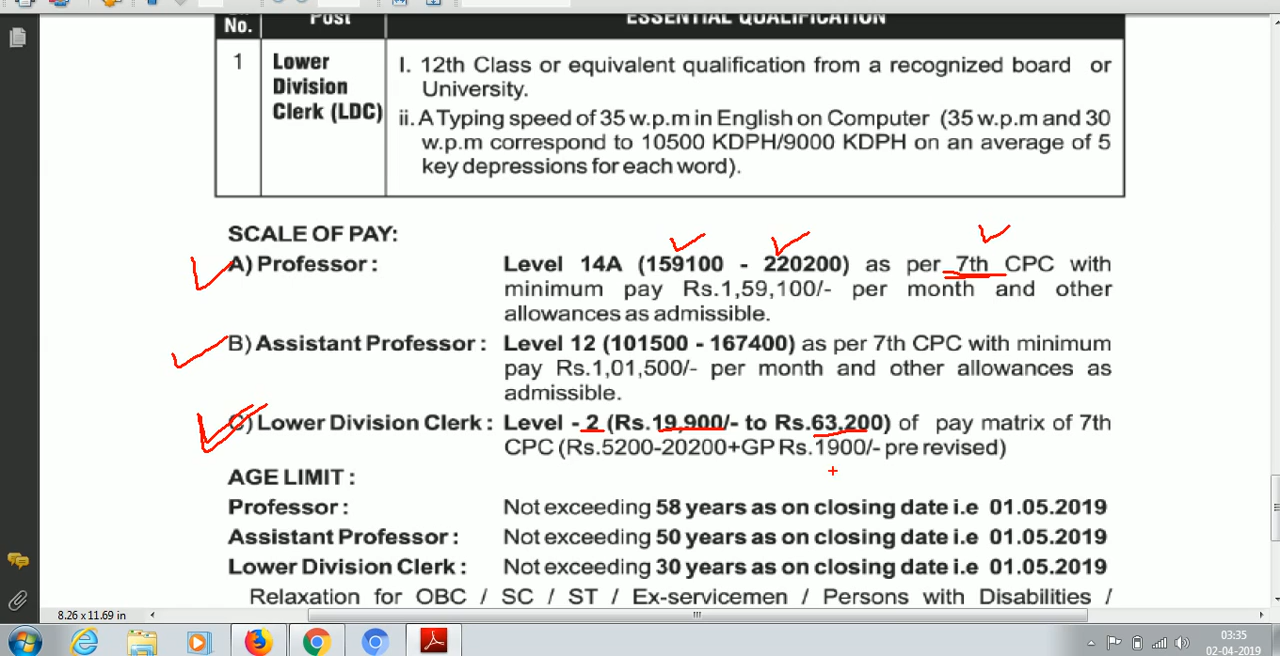 No.
Post
ESSENTIAL QUALIFICATION
1
Lower
Division
Clerk (LDC)
I. 12th Class or equivalent qualification from a recognized board or
University.
ii. A Typing speed of 35 w.p.m in English on Computer (35 w.p.m and 30
w.p.m correspond to 10500 KDPH/9000 KDPH on an average of 5
key depressions for each word).
SCALE OF PAY:
A) Professor : Level 14A (159100 - 220200) as per 7th CPC with
minimum pay Rs.1,59,100/- per month and other
allowances as admissible.
B) Assistant Professor : Level 12 (101500 - 167400) as per 7th CPC with minimum
pay Rs.1,01,500/- per month and other allowances as
admissible.
C) Lower Division Clerk : Level - 2 (Rs.19,900/- to Rs.63,200) of pay matrix of 7th
CPC (Rs.5200-20200+GP Rs.1900/- pre revised)
AGE LIMIT :
Professor : Not exceeding 58 years as on closing date i.e 01.05.2019
Assistant Professor : Not exceeding 50 years as on closing date i.e 01.05.2019
Lower Division Clerk : Not exceeding 30 years as on closing date i.e 01.05.2019
Relaxation for OBC / SC / ST / Ex-servicemen / Persons with Disabilities /
8.26 x 11.69 in
03:35
02-04-2019